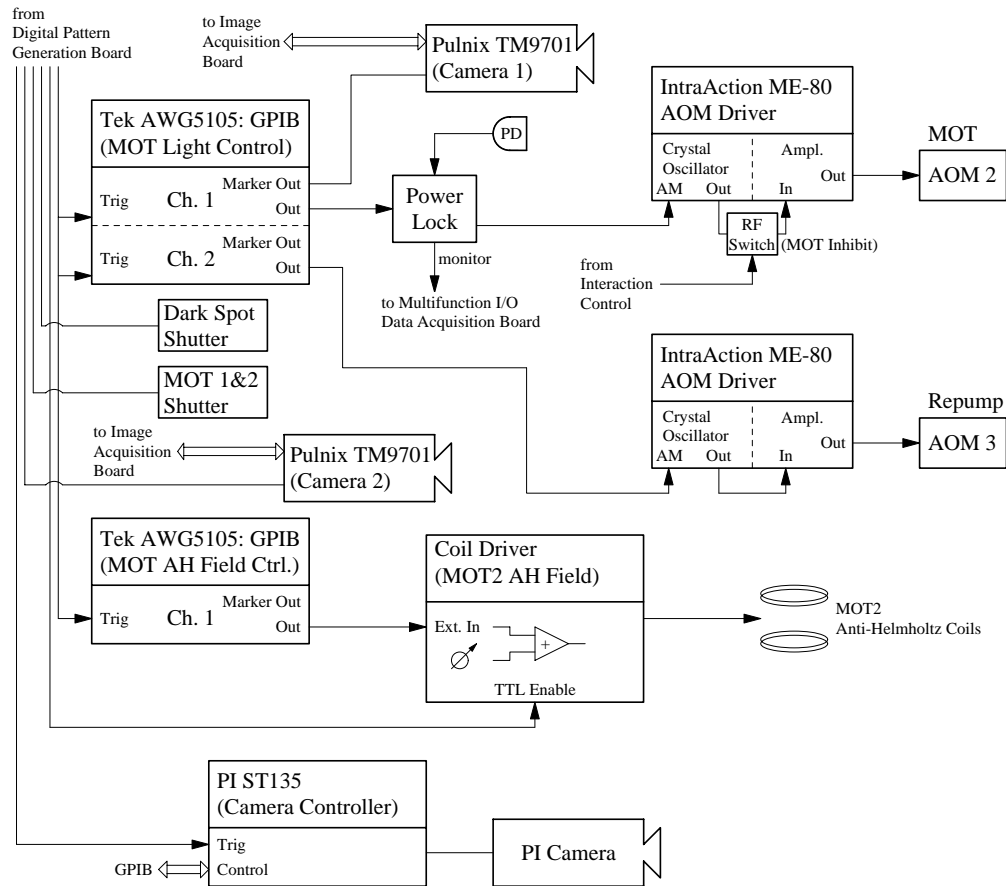 from
Digital Pattern
Generation Board
to Image
Acquisition
Board
Pulnix TM9701
(Camera 1)
Tek AWG5105: GPIB
(MOT Light Control)
Trig
Ch. 1
Marker Out
Out
Trig
Ch. 2
Marker Out
Out
PD
Power
Lock
monitor
to Multifunction I/O
Data Acquisition Board
IntraAction ME-80
AOM Driver
Crystal
Oscillator
AM
Out
Ampl.
Out
In
RF
Switch
(MOT Inhibit)
from
Interaction
Control
MOT
AOM 2
Dark Spot
Shutter
MOT 1&2
Shutter
IntraAction ME-80
AOM Driver
Crystal
Oscillator
AM
Out
Ampl.
Out
In
Repump
AOM 3
to Image
Acquisition
Board
Pulnix TM9701
(Camera 2)
Tek AWG5105: GPIB
(MOT AH Field Ctrl.)
Trig
Ch. 1
Marker Out
Out
Coil Driver
(MOT2 AH Field)
Ext. In
+
TTL Enable
MOT2
Anti-Helmholtz Coils
PI ST135
(Camera Controller)
Trig
Control
GPIB
PI Camera